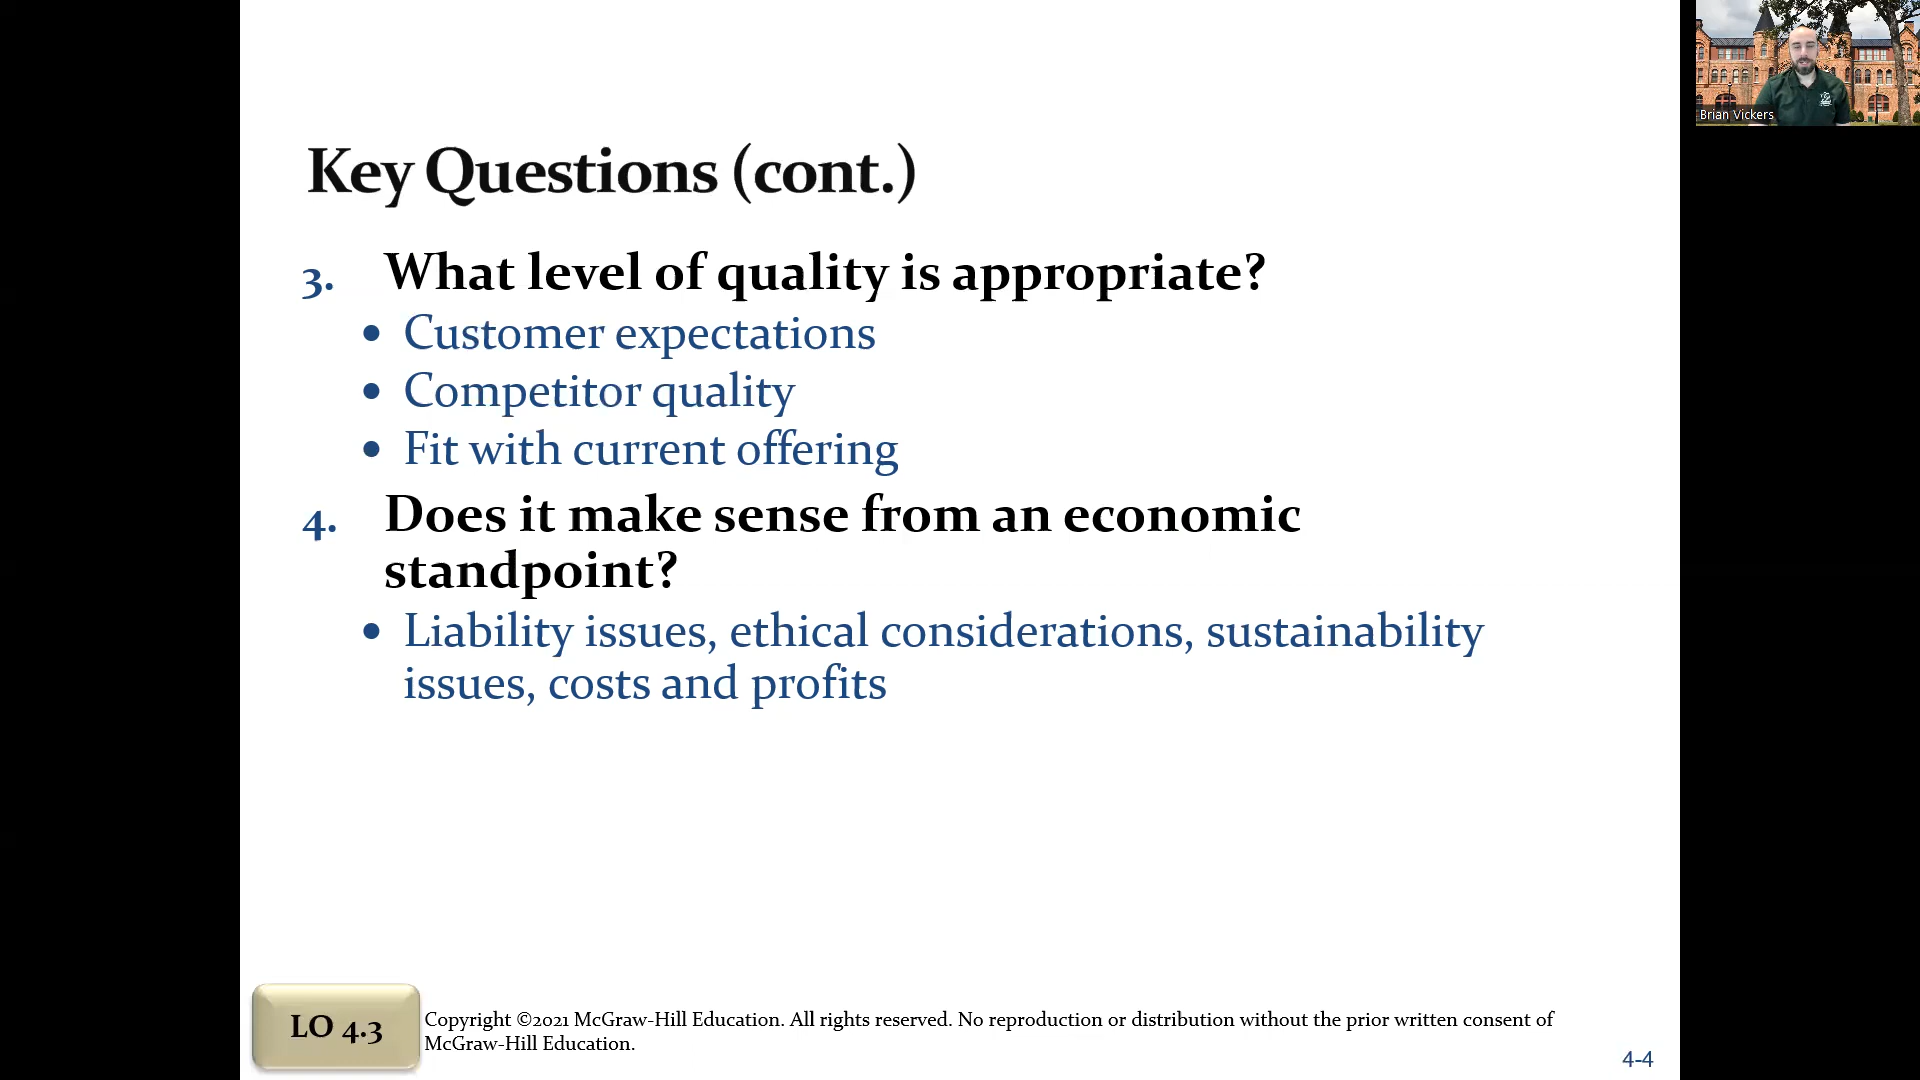 Brian Vickers
Key Questions (cont.)
3. What level of quality is appropriate?
• Customer expectations
• Competitor quality
• Fit with current offering
4. Does it make sense from an economic
standpoint?
• Liability issues, ethical considerations, sustainability
issues, costs and profits
LO 4.3
Copyright ©2021 McGraw-Hill Education. All rights reserved. No reproduction or distribution without the prior written consent of
McGraw-Hill Education.
4-4